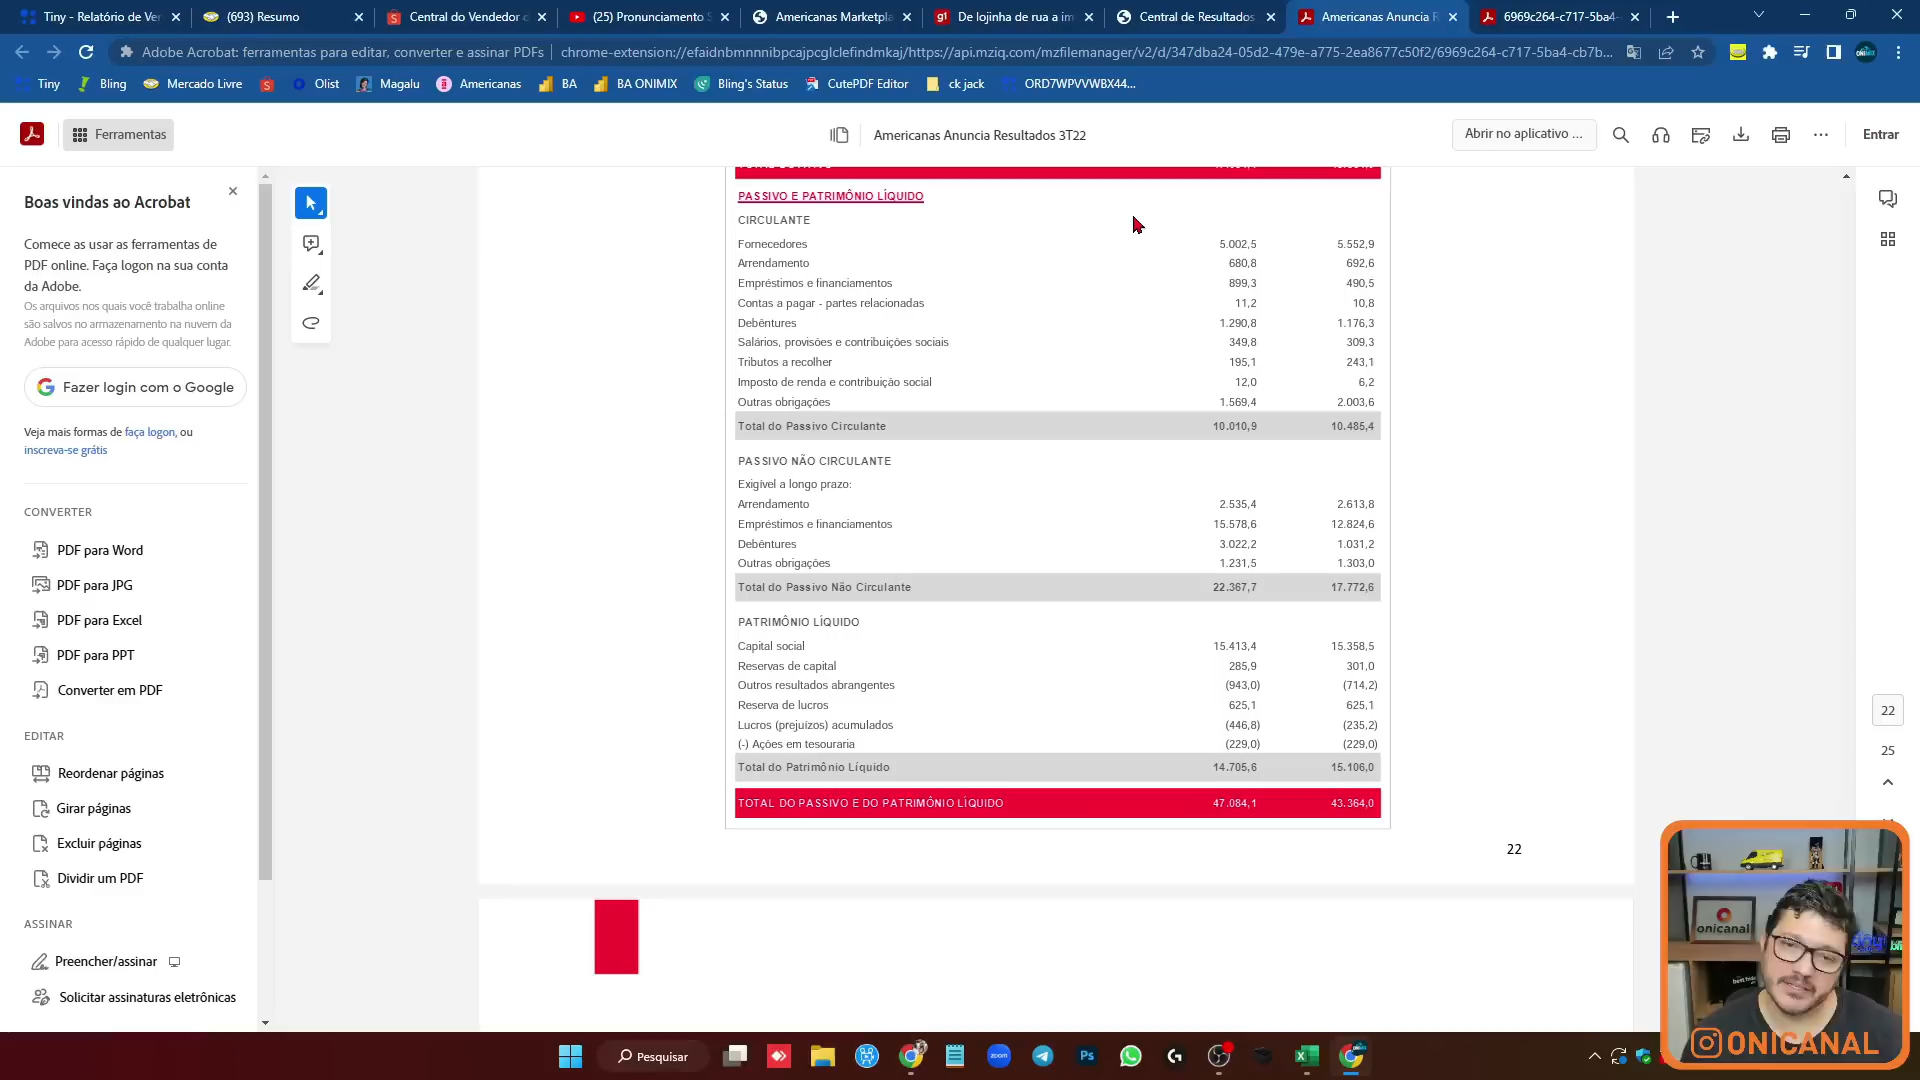 Tiny - Relatório de Ver
(693) Resumo
Central do Vendedor d
(25) Pronunciamento S
Americanas Marketpla
De lojinha de rua a im
Central de Resultados
Americanas Anuncia R
6969c264-c717-5ba4-
Adobe Acrobat: ferramentas para editar, converter e assinar PDFs
chrome-extension://efaidnbmnnnibpcajpcglclefindmkaj/https://api.mziq.com/mzfilemanager/v2/d/347dba24-05d2-479e-a775-2ea8677c50f2/6969c264-c717-5ba4-cb7b...
Tiny Bling Mercado Livre Olist Magalu Americanas BA BA ONIMIX Bling's Status CutePDF Editor ck jack ORD7WPVVWBX44...
Ferramentas
Americanas Anuncia Resultados 3T22
Abrir no aplicativo ...
Entrar
Boas vindas ao Acrobat
Comece as usar as ferramentas de
PDF online. Faça logon na sua conta
da Adobe.
Os arquivos nos quais você trabalha online
são salvos no armazenamento na nuvem da
Adobe para acesso rápido de qualquer lugar.
Fazer login com o Google
Veja mais formas de faça logon, ou
inscreva-se grátis
CONVERTER
PDF para Word
PDF para JPG
PDF para Excel
PDF para PPT
Converter em PDF
EDITAR
Reordenar páginas
Girar páginas
Excluir páginas
Dividir um PDF
ASSINAR
Preencher/assinar
Solicitar assinaturas eletrônicas
PASSIVO E PATRIMÔNIO LÍQUIDO
CIRCULANTE
Fornecedores 5.002,5 5.552,9
Arrendamento 680,8 692,6
Empréstimos e financiamentos 899,3 490,5
Contas a pagar - partes relacionadas 11,2 10,8
Debêntures 1.290,8 1.176,3
Salários, provisões e contribuições sociais 349,8 309,3
Tributos a recolher 195,1 243,1
Imposto de renda e contribuição social 12,0 6,2
Outras obrigações 1.569,4 2.003,6
Total do Passivo Circulante 10.010,9 10.485,4
PASSIVO NÃO CIRCULANTE
Exigível a longo prazo:
Arrendamento 2.535,4 2.613,8
Empréstimos e financiamentos 15.578,6 12.824,6
Debêntures 3.022,2 1.031,2
Outras obrigações 1.231,5 1.303,0
Total do Passivo Não Circulante 22.367,7 17.772,6
PATRIMÔNIO LÍQUIDO
Capital social 15.413,4 15.358,5
Reservas de capital 285,9 301,0
Outros resultados abrangentes (943,0) (714,2)
Reserva de lucros 625,1 625,1
Lucros (prejuízos) acumulados (446,8) (235,2)
(-) Ações em tesouraria (229,0) (229,0)
Total do Patrimônio Líquido 14.705,6 15.106,0
TOTAL DO PASSIVO E DO PATRIMÔNIO LÍQUIDO 47.084,1 43.364,0
22
22
25
onicanal
ONICANAL
Pesquisar
zoom
Ps